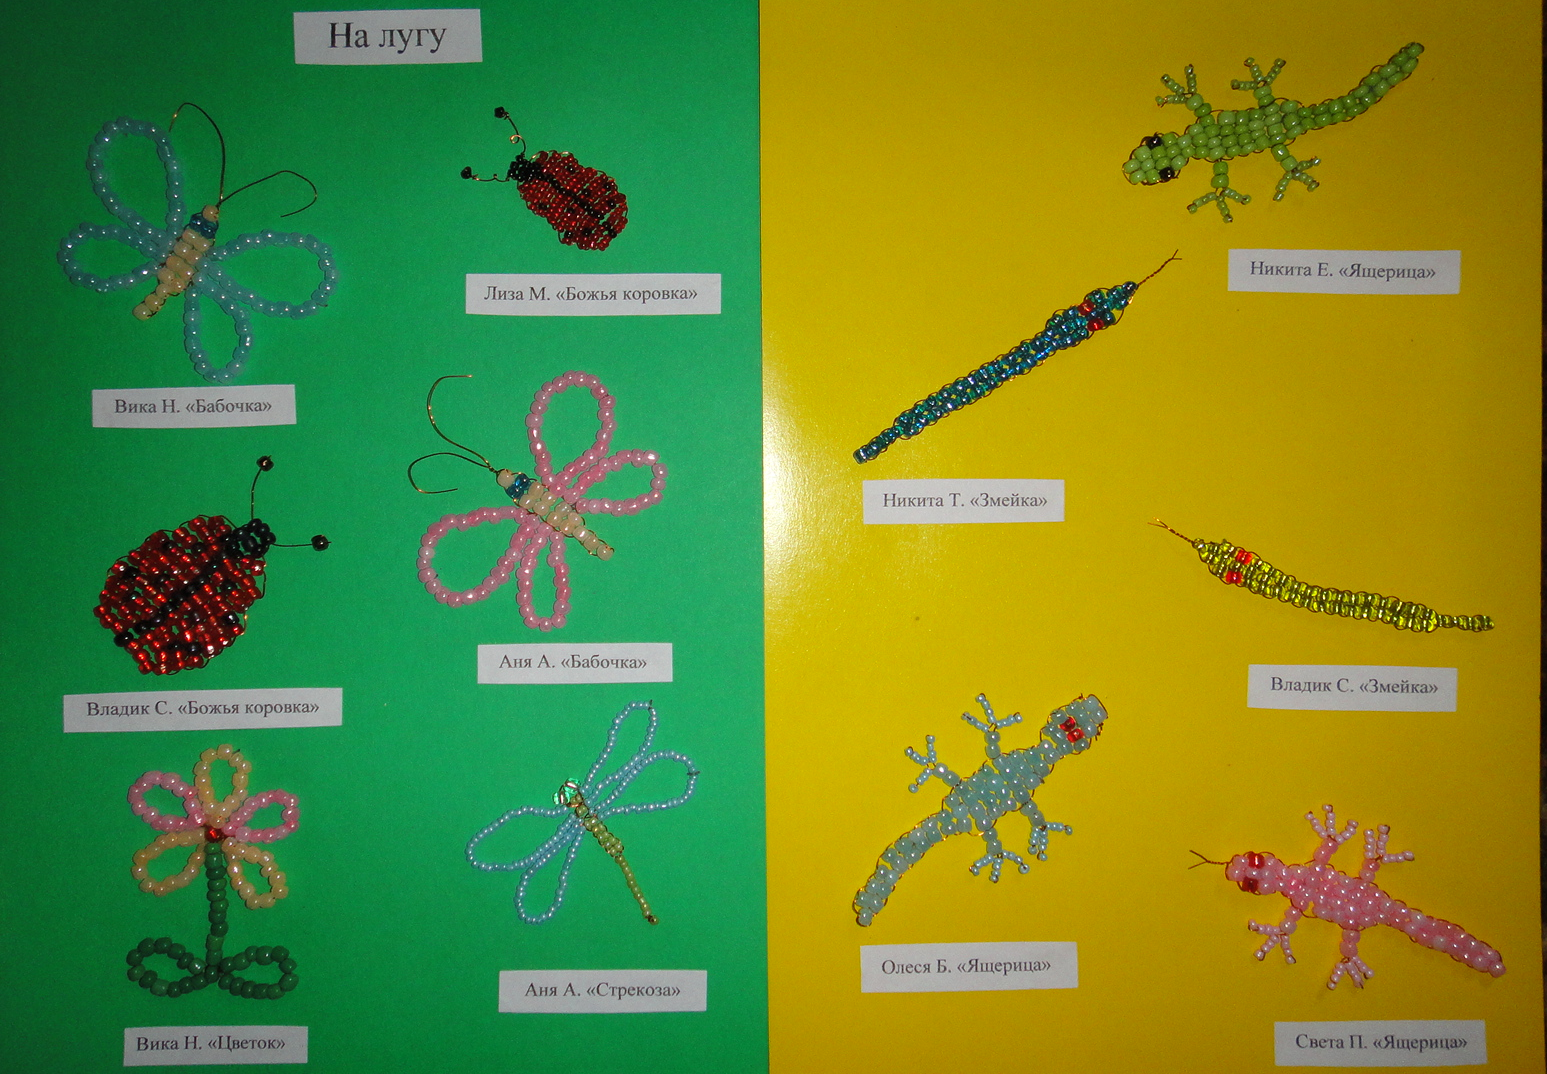 На лугу
Лиза М. «Божья коровка»
Вика Н. «Бабочка»
Аня А. «Бабочка»
Владик С. «Божья коровка»
Аня А. «Стрекоза»
Вика Н. «Цветок»
Никита Е. «Ящерица»
Никита Т. «Змейка»
Владик С. «Змейка»
Олеся Б. «Ящерица»
Света П. «Ящерица»